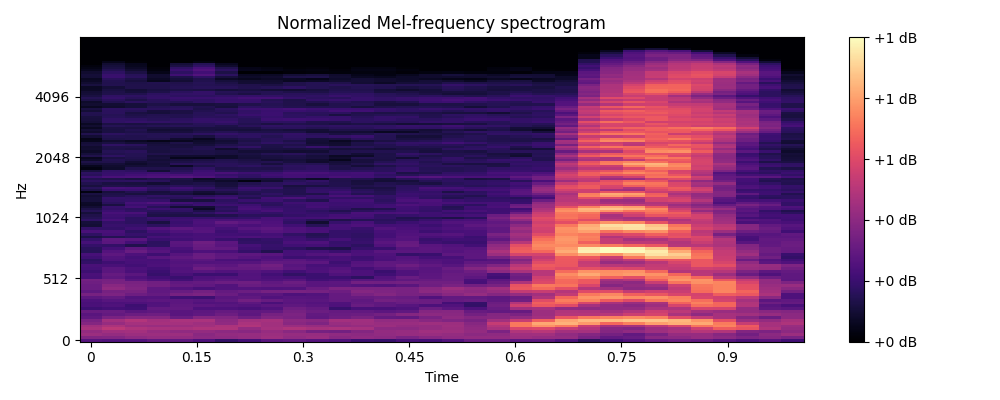 Normalized Mel-frequency spectrogram
Hz
4096
2048
1024
512
0
0 0.15 0.3 0.45 0.6 0.75 0.9
Time
+1 dB
+1 dB
+1 dB
+0 dB
+0 dB
+0 dB